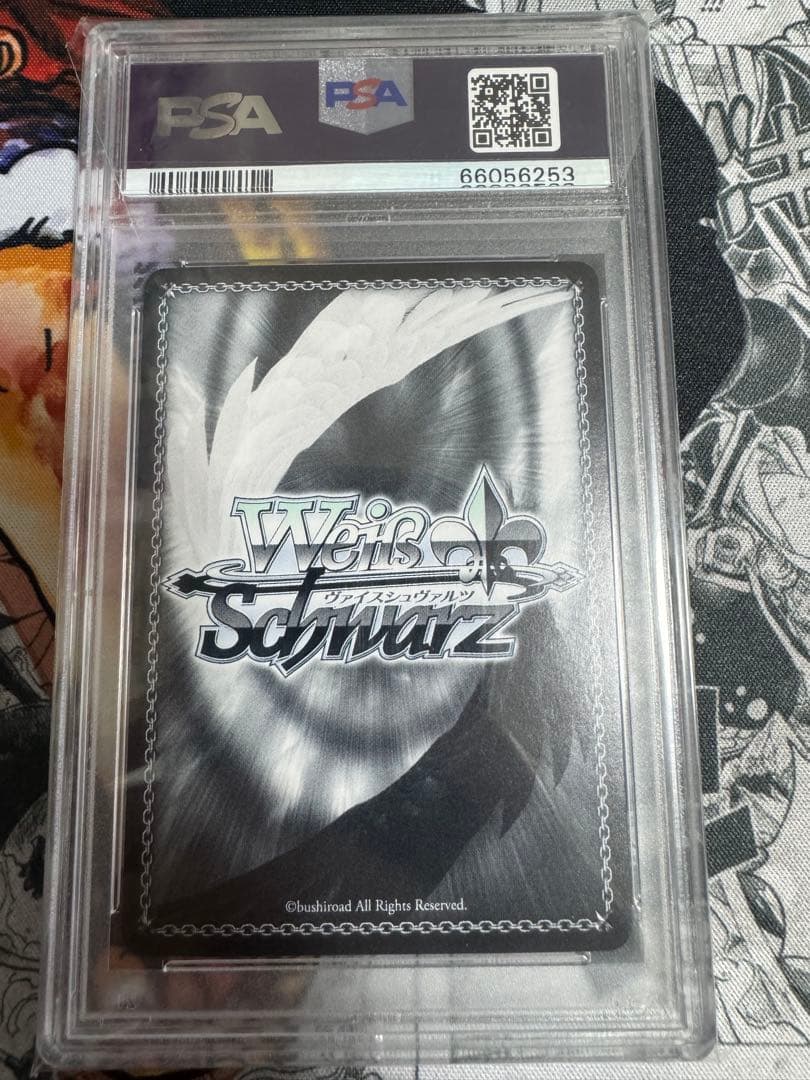 PSA
PSA
66056253
Weiß
ヴァイスシュヴァルツ
Schwarz
©bushiroad All Rights Reserved.